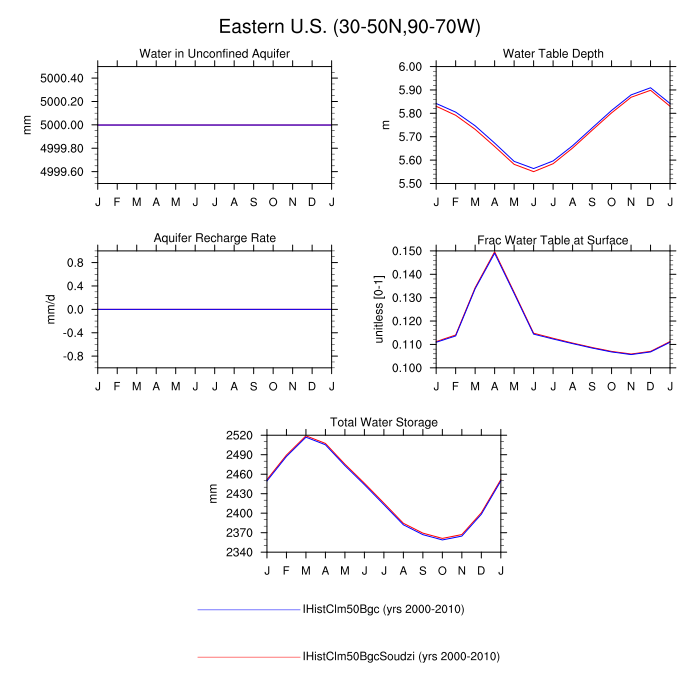 Eastern U.S. (30-50N,90-70W)
Water in Unconfined Aquifer
mm
5000.40
5000.20
5000.00
4999.80
4999.60
J F M A M J J A S O N D J
Water Table Depth
m
6.00
5.90
5.80
5.70
5.60
5.50
J F M A M J J A S O N D J
Aquifer Recharge Rate
mm/d
0.8
0.4
0.0
-0.4
-0.8
J F M A M J J A S O N D J
Frac Water Table at Surface
unitless [0-1]
0.150
0.140
0.130
0.120
0.110
0.100
J F M A M J J A S O N D J
Total Water Storage
mm
2520
2490
2460
2430
2400
2370
2340
J F M A M J J A S O N D J
IHistClm50Bgc (yrs 2000-2010)
IHistClm50BgcSoudzi (yrs 2000-2010)